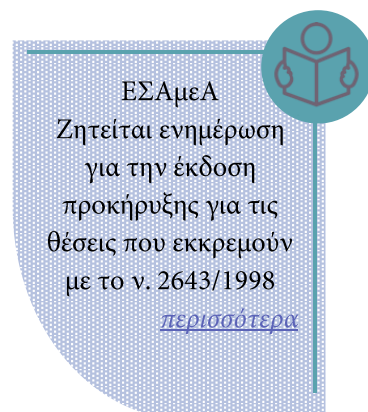 ΕΣΑμεΑ
Ζητείται ενημέρωση
για την έκδοση
προκήρυξης για τις
θέσεις που εκκρεμούν
με το ν. 2643/1998
περισσότερα